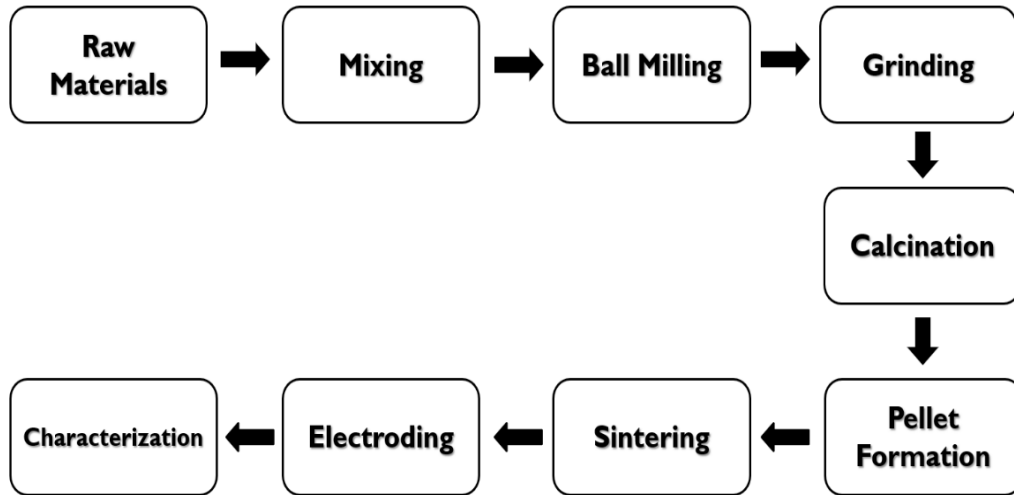 Raw
Materials
Mixing
Ball Milling
Grinding
Calcination
Pellet
Formation
Sintering
Electroding
Characterization